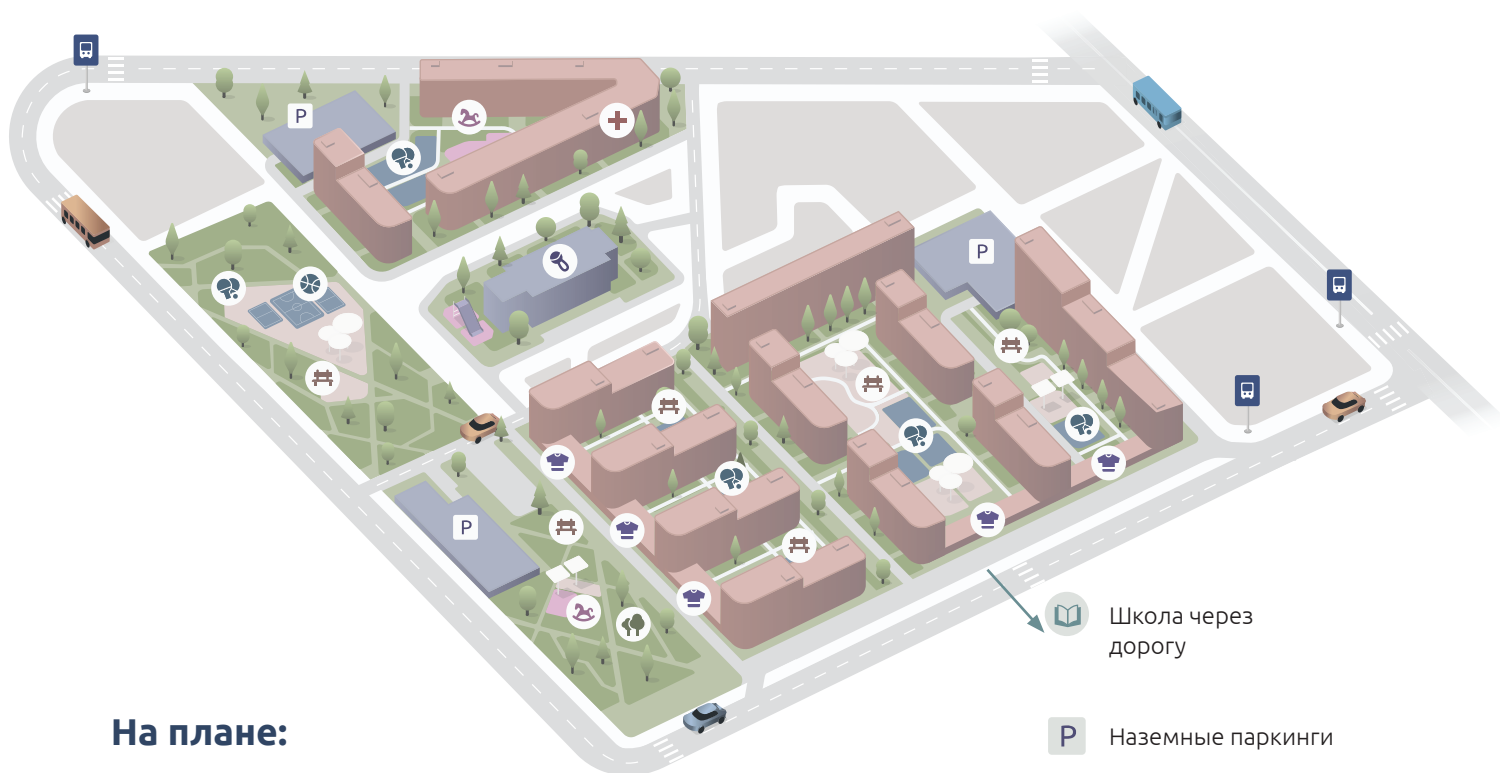 P
P
P
Школа через
дорогу
На плане:
P
Наземные паркинги